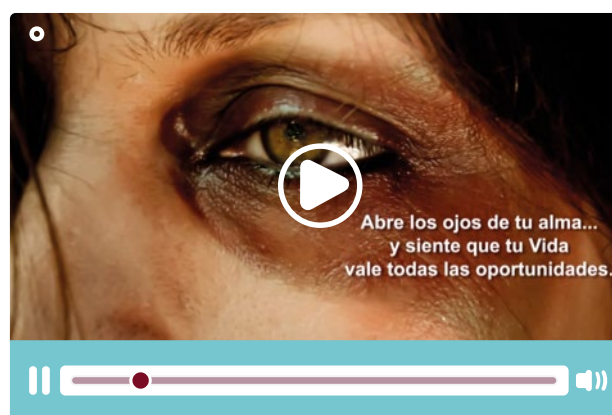 Abre los ojos de tu alma...
y siente que tu Vida
vale todas las oportunidades.